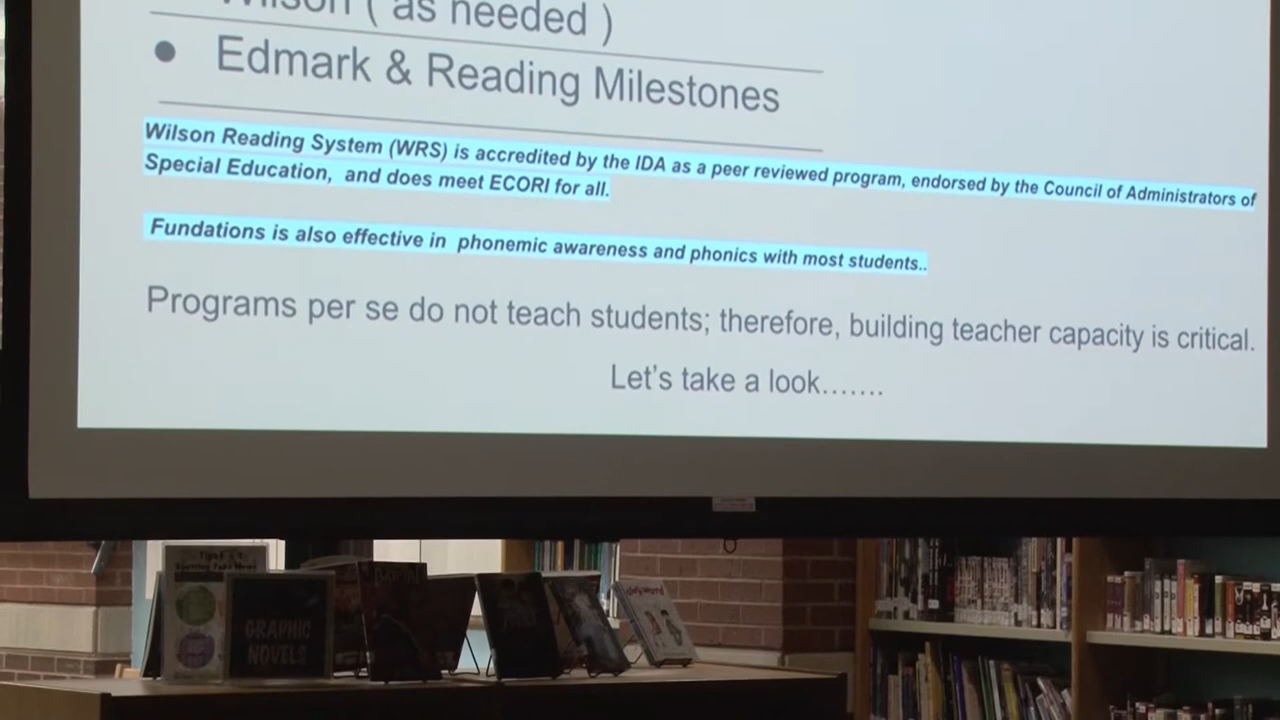 Wilson ( as needed )
● Edmark & Reading Milestones
Wilson Reading System (WRS) is accredited by the IDA as a peer reviewed program, endorsed by the Council of Administrators of
Special Education,  and does meet ECORI for all.
Fundations is also effective in  phonemic awareness and phonics with most students..
Programs per se do not teach students; therefore, building teacher capacity is critical.
Let's take a look.......
GRAPHIC
NOVELS